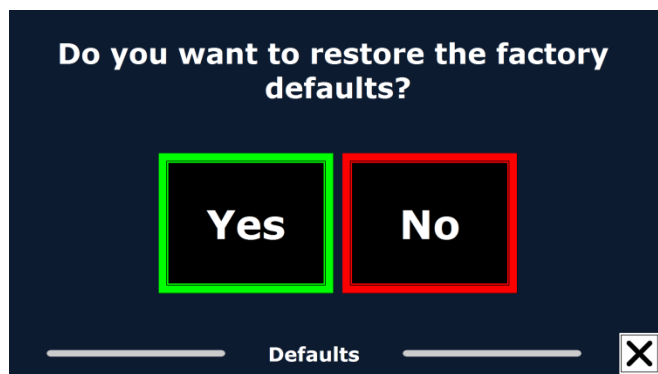 Do you want to restore the factory
defaults?
Yes
No
Defaults